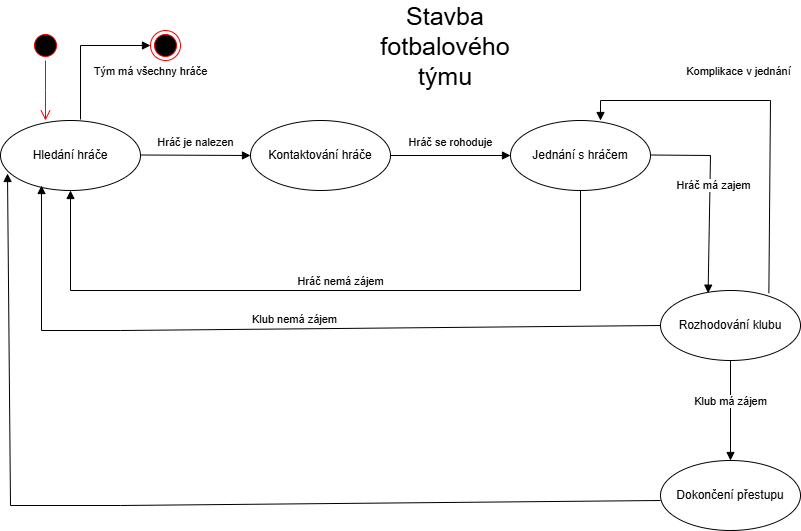 Stavba
fotbalového
týmu
Tým má všechny hráče
Komplikace v jednání
Hledání hráče
Hráč je nalezen
Kontaktování hráče
Hráč se rohoduje
Jednání s hráčem
Hráč má zajem
Hráč nemá zájem
Klub nemá zájem
Rozhodování klubu
Klub má zájem
Dokončení přestupu